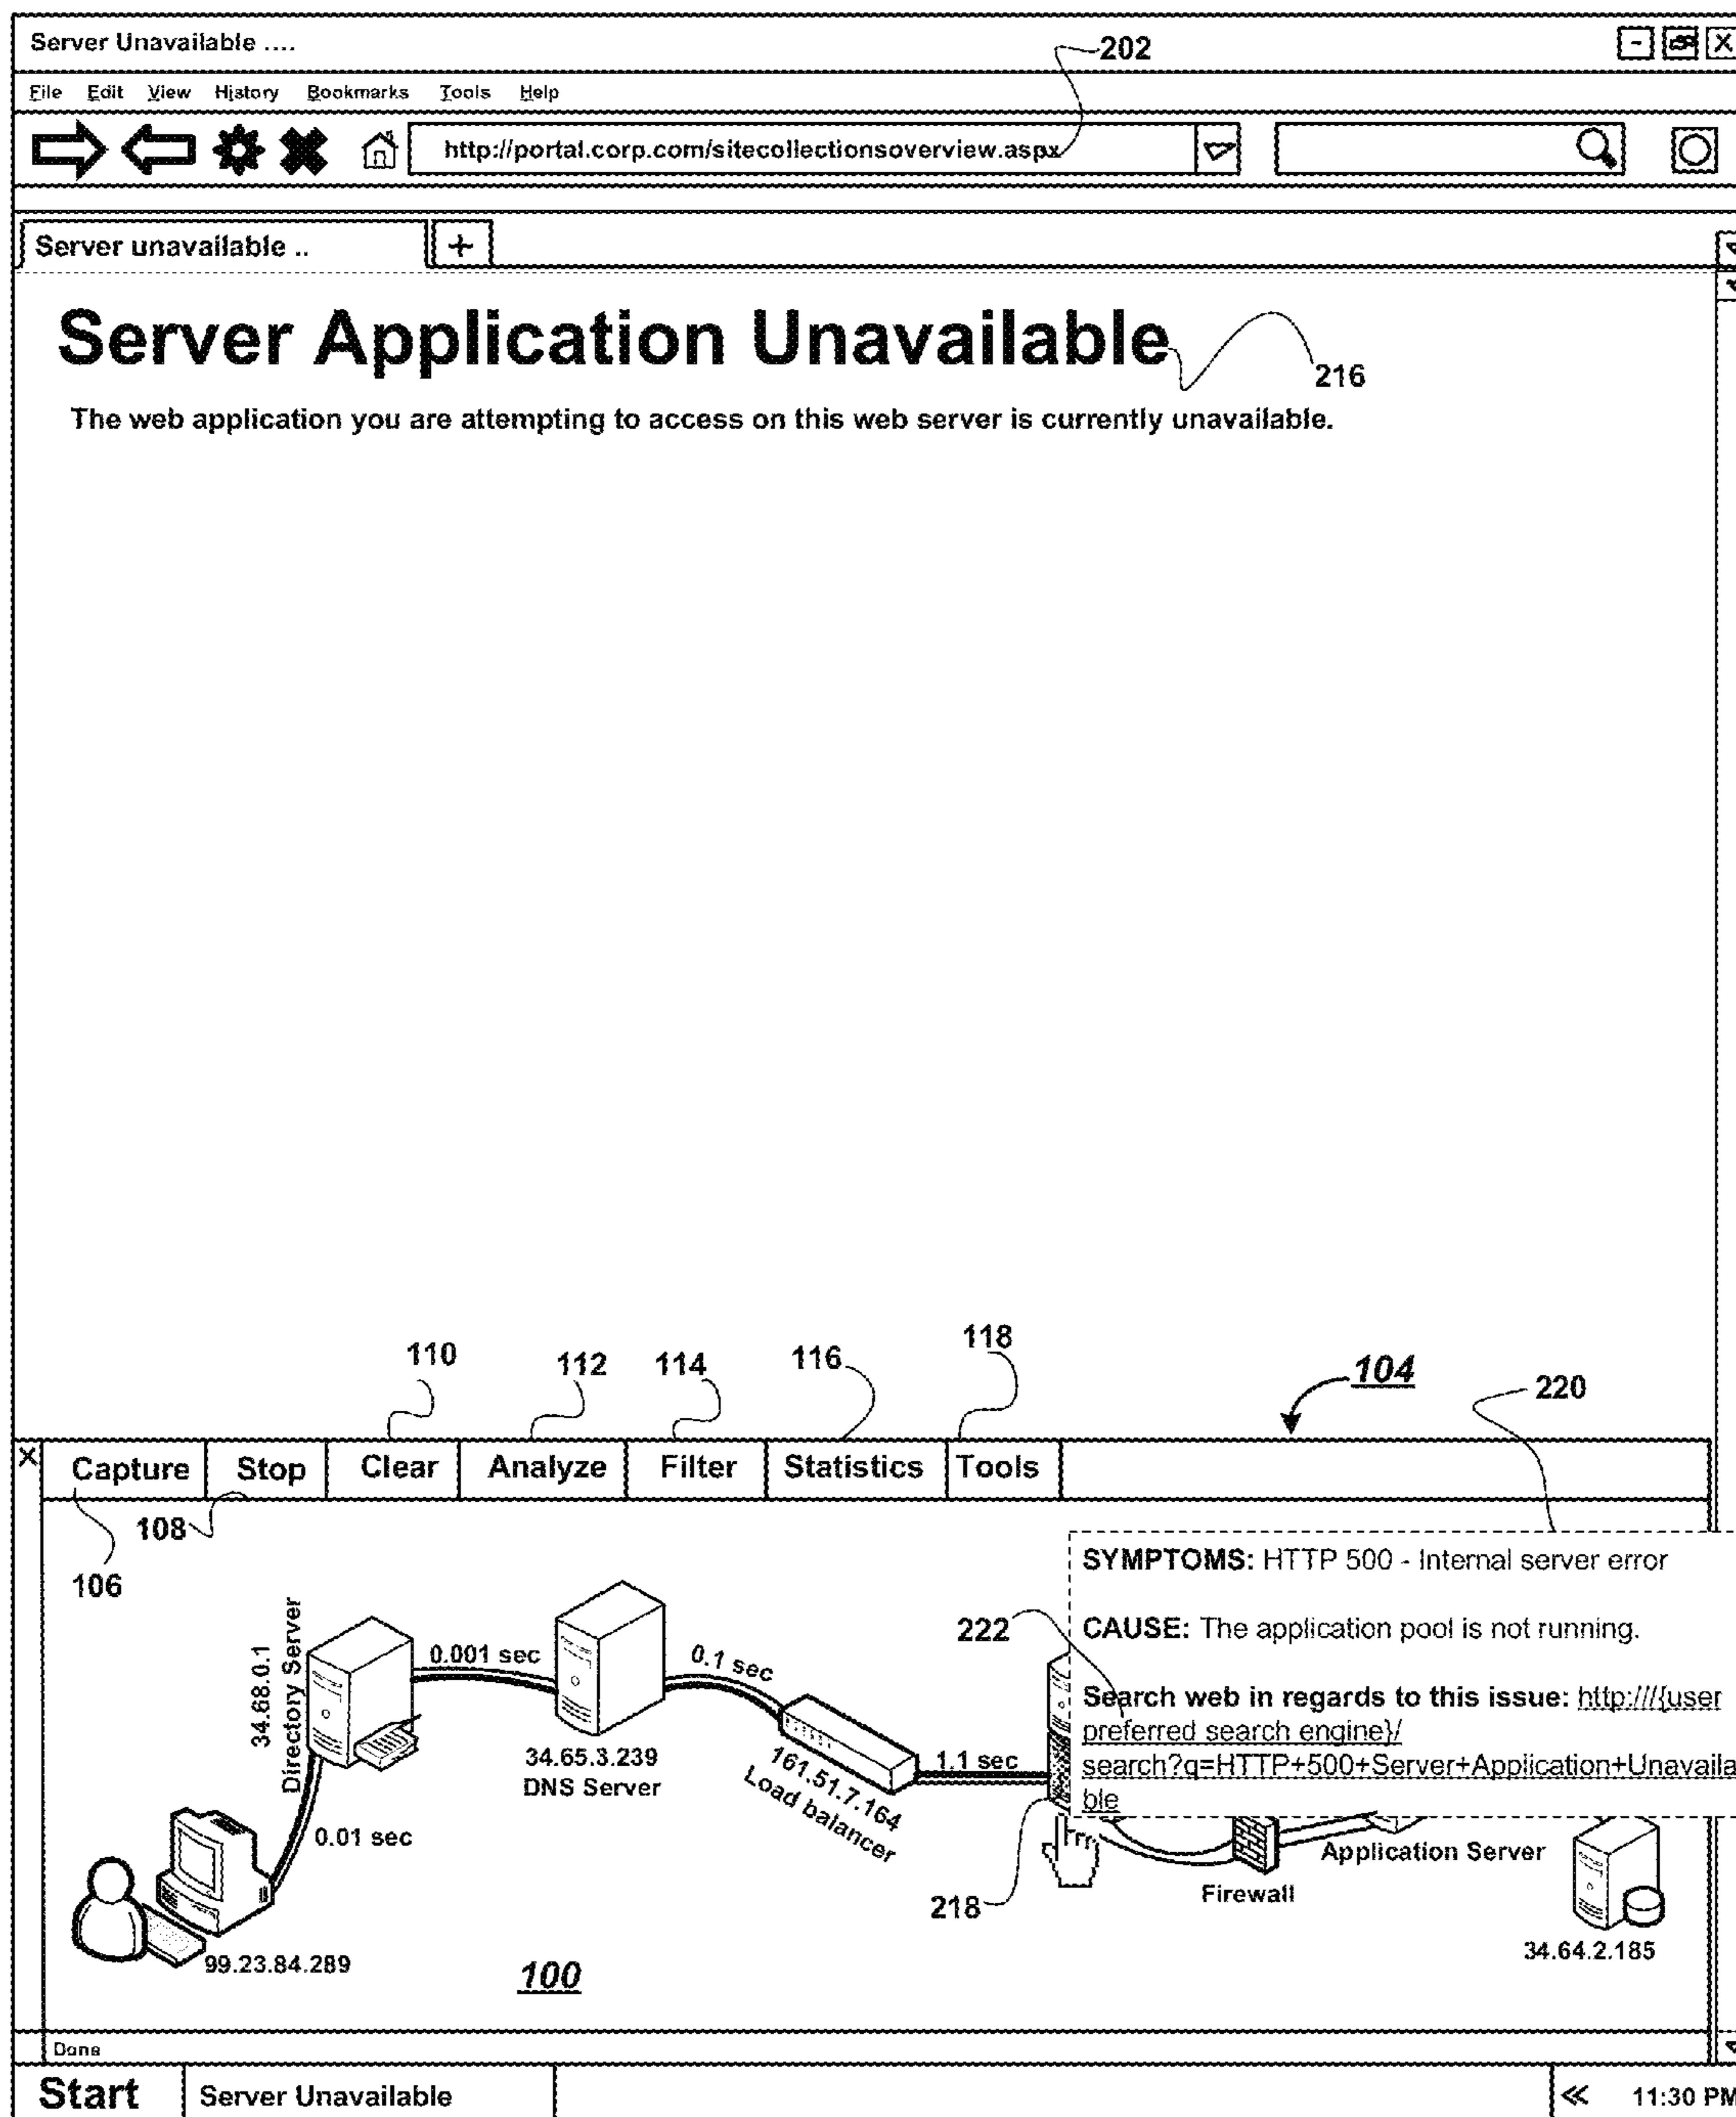 Server Unavailable ....
202
File Edit View History Bookmarks Tools Help
http://portal.corp.com/sitecollectionsoverview.aspx
Server unavailable ..
+
Server Application Unavailable
216
The web application you are attempting to access on this web server is currently unavailable.
110
112
114
116
118
104
220
X
Capture Stop Clear Analyze Filter Statistics Tools
108
106
SYMPTOMS: HTTP 500 - Internal server error
222
CAUSE: The application pool is not running.
Search web in regards to this issue: http:///{user
preferred search engine}/
search?q=HTTP+500+Server+Application+Unavaila
ble
34.68.0.1
Directory Server
0.001 sec
0.1 sec
34.65.3.239
DNS Server
161.51.7.164
Load balancer
1.1 sec
0.01 sec
218
Firewall
Application Server
99.23.84.289
34.64.2.185
100
Done
Start
Server Unavailable
<< 11:30 PM